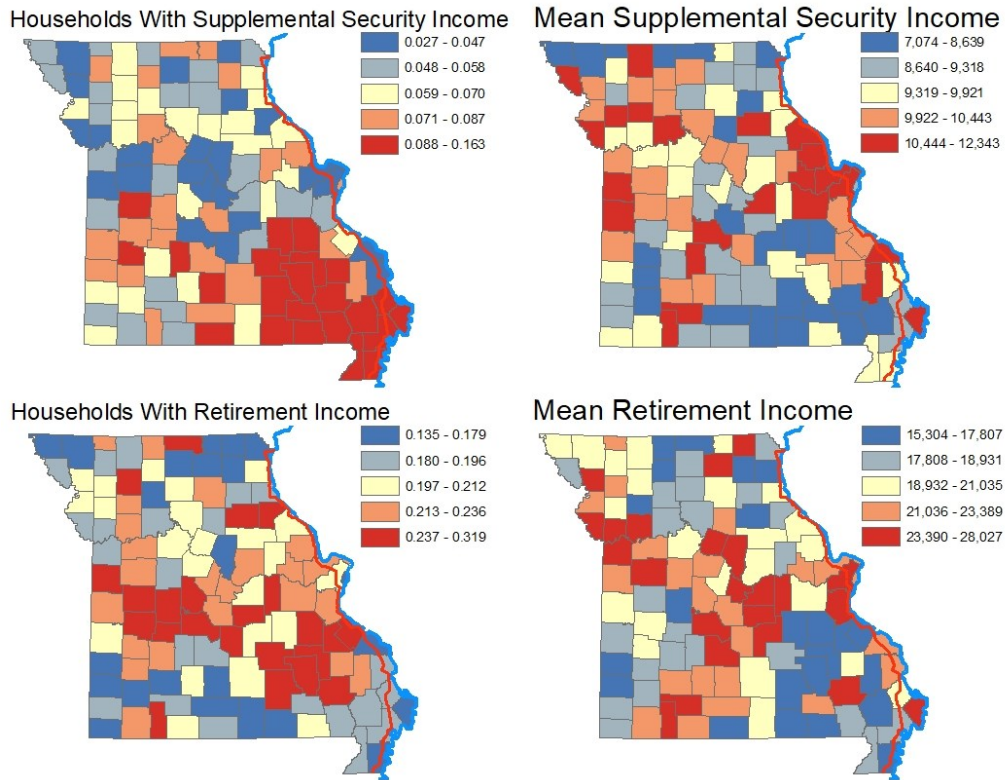 Households With Supplemental Security Income
0.027 - 0.047
0.048 - 0.058
0.059 - 0.070
0.071 - 0.087
0.088 - 0.163
Mean Supplemental Security Income
7,074 - 8,639
8,640 - 9,318
9,319 - 9,921
9,922 - 10,443
10,444 - 12,343
Households With Retirement Income
0.135 - 0.179
0.180 - 0.196
0.197 - 0.212
0.213 - 0.236
0.237 - 0.319
Mean Retirement Income
15,304 - 17,807
17,808 - 18,931
18,932 - 21,035
21,036 - 23,389
23,390 - 28,027